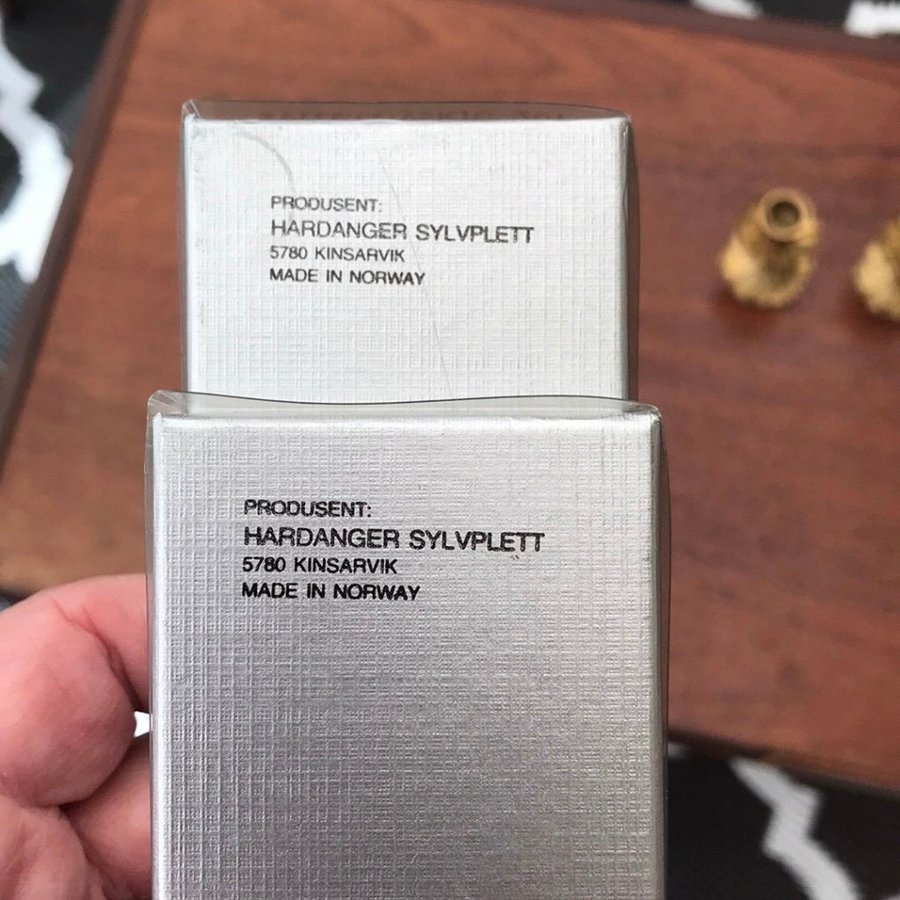 PRODUSENT:
HARDANGER SYLVPLETT
5780 KINSARVIK
MADE IN NORWAY
PRODUSENT:
HARDANGER SYLVPLETT
5780 KINSARVIK
MADE IN NORWAY